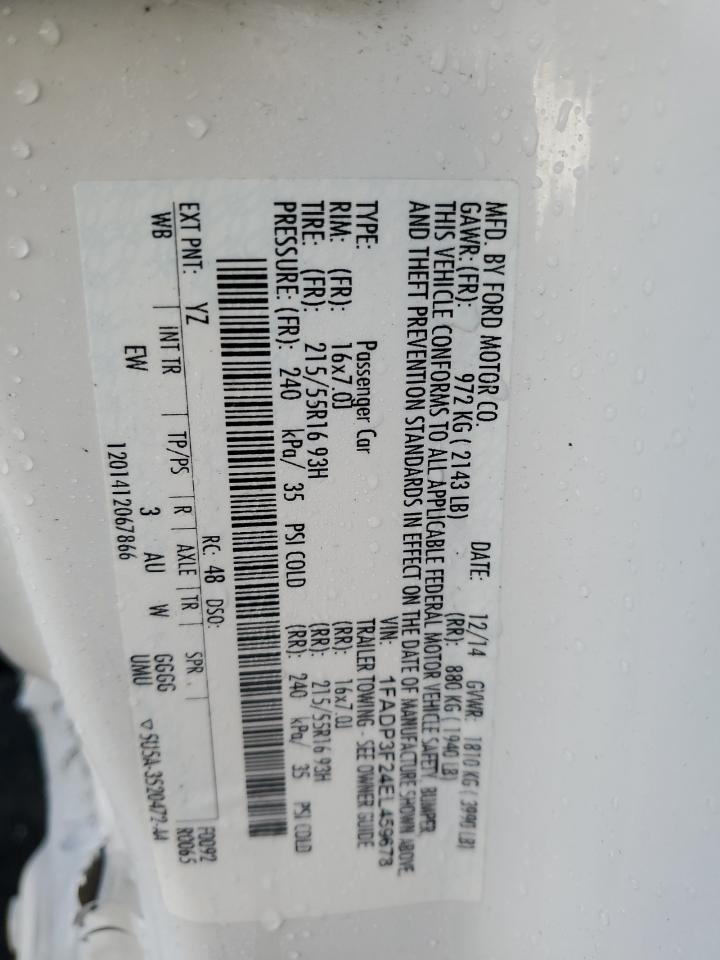 MFD. BY FORD MOTOR CO. DATE: 12/14 GVWR: 1810 KG ( 3990 LB)
GAWR: (FR): 972 KG ( 2143 LB) (RR): 880 KG ( 1940 LB)
THIS VEHICLE CONFORMS TO ALL APPLICABLE FEDERAL MOTOR VEHICLE SAFETY, BUMPER,
AND THEFT PREVENTION STANDARDS IN EFFECT ON THE DATE OF MANUFACTURE SHOWN ABOVE.
VIN: 1FADP3F24EL459678
TYPE: Passenger Car TRAILER TOWING - SEE OWNER GUIDE
RIM: (FR): 16x7.0J (RR): 16x7.0J
TIRE: (FR): 215/55R16 93H (RR): 215/55R16 93H
PRESSURE: (FR): 240 kPa/ 35 PSI COLD (RR): 240 kPa/ 35 PSI COLD
EXT PNT: YZ RC: 48 DSO: F0092
WB INT TR TP/PS R AXLE TR SPR R0065
EW 3 AU W GGGG
UMU
1201412067866 ▽ 5U5A-3520472-AA